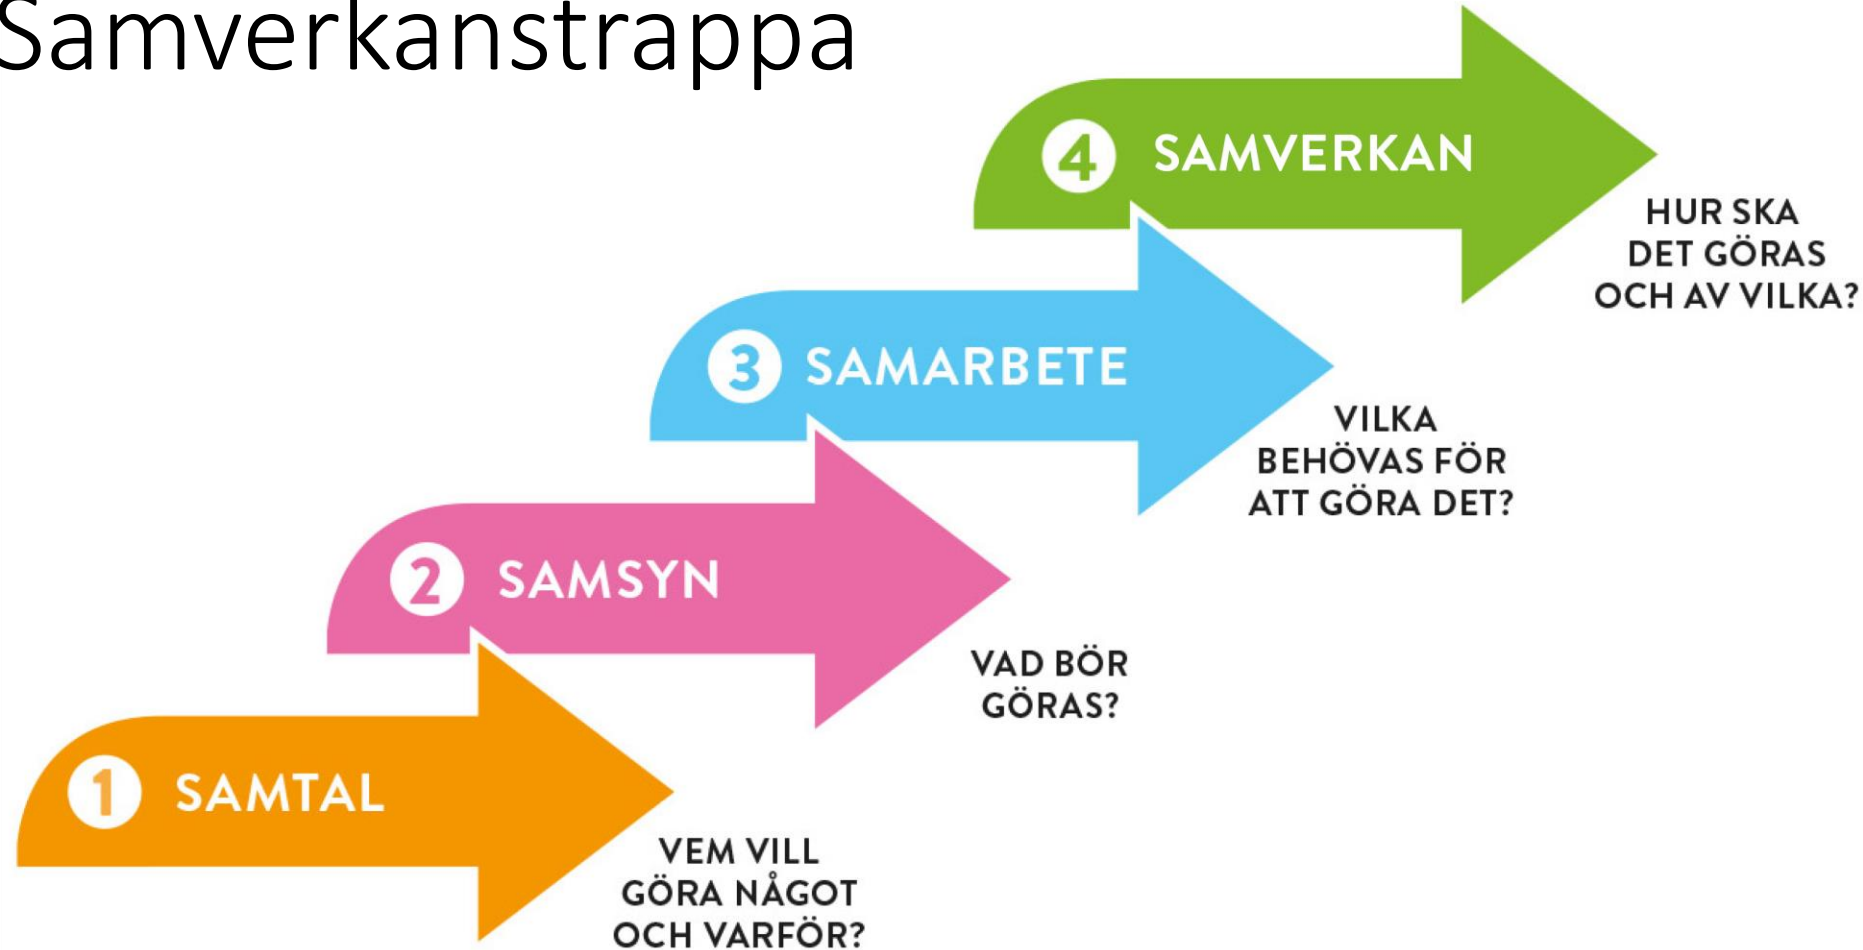 Samverkanstrappa
4 SAMVERKAN
HUR SKA
DET GÖRAS
OCH AV VILKA?
3 SAMARBETE
VILKA
BEHÖVAS FÖR
ATT GÖRA DET?
2 SAMSYN
VAD BÖR
GÖRAS?
1 SAMTAL
VEM VILL
GÖRA NÅGOT
OCH VARFÖR?